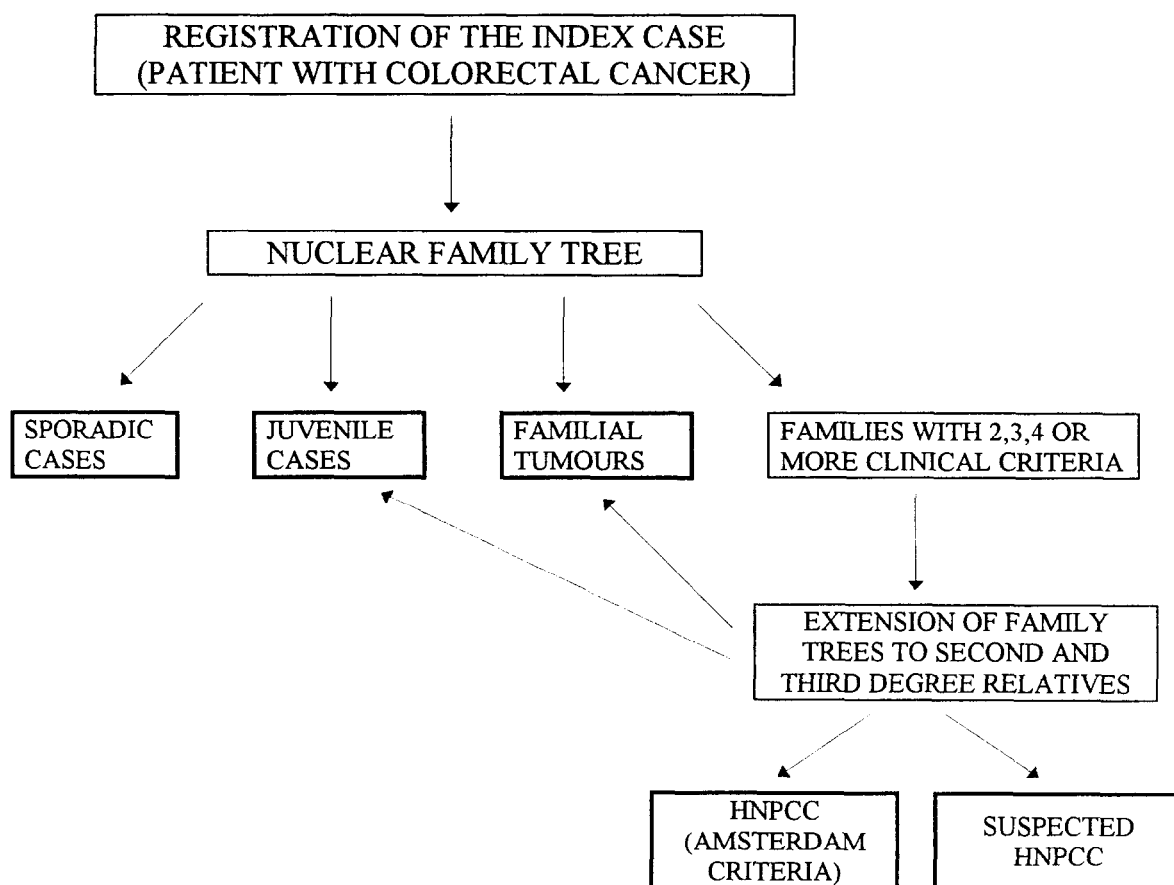 REGISTRATION OF THE INDEX CASE
(PATIENT WITH COLORECTAL CANCER)
NUCLEAR FAMILY TREE
SPORADIC
CASES
JUVENILE
CASES
FAMILIAL
TUMOURS
FAMILIES WITH 2,3,4 OR
MORE CLINICAL CRITERIA
EXTENSION OF FAMILY
TREES TO SECOND AND
THIRD DEGREE RELATIVES
HNPCC
(AMSTERDAM
CRITERIA)
SUSPECTED
HNPCC